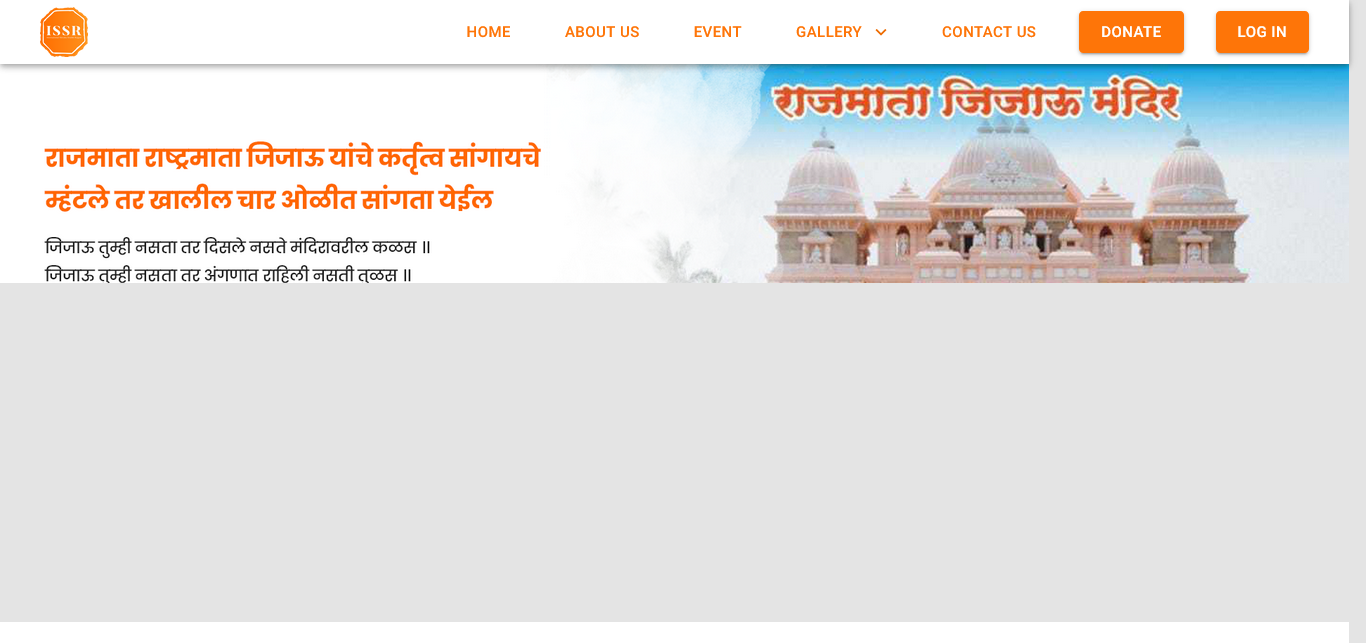 ISSR
HOME
ABOUT US
EVENT
GALLERY
CONTACT US
DONATE
LOG IN
राजमाता जिजाऊ मंदिर
राजमाता राष्ट्रमाता जिजाऊ यांचे कर्तृत्व सांगायचे
म्हंटले तर खालील चार ओळीत सांगता येईल
जिजाऊ तुम्ही नसता तर दिसले नसते मंदिरावरील कळस ॥
जिजाऊ तुम्ही नसता तर अंगणात राहिली नसती तुळस ॥